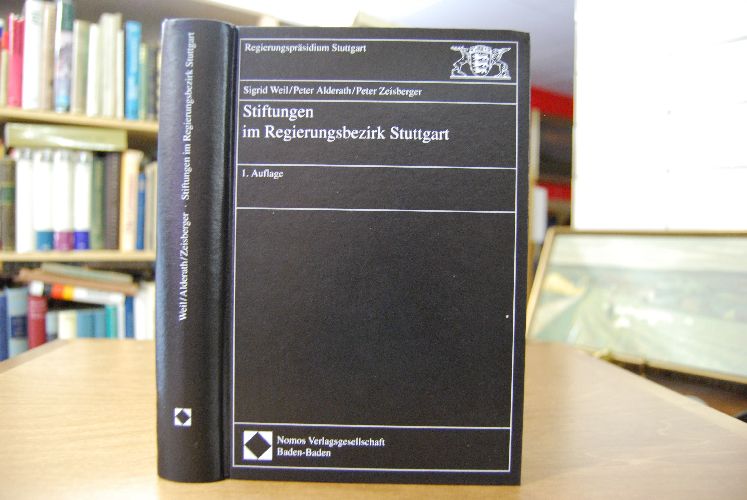 Weil/Alderath/Zeisberger · Stiftungen im Regierungsbezirk Stuttgart
Regierungspräsidium Stuttgart
Sigrid Weil/Peter Alderath/Peter Zeisberger
Stiftungen
im Regierungsbezirk Stuttgart
1. Auflage
Nomos Verlagsgesellschaft
Baden-Baden